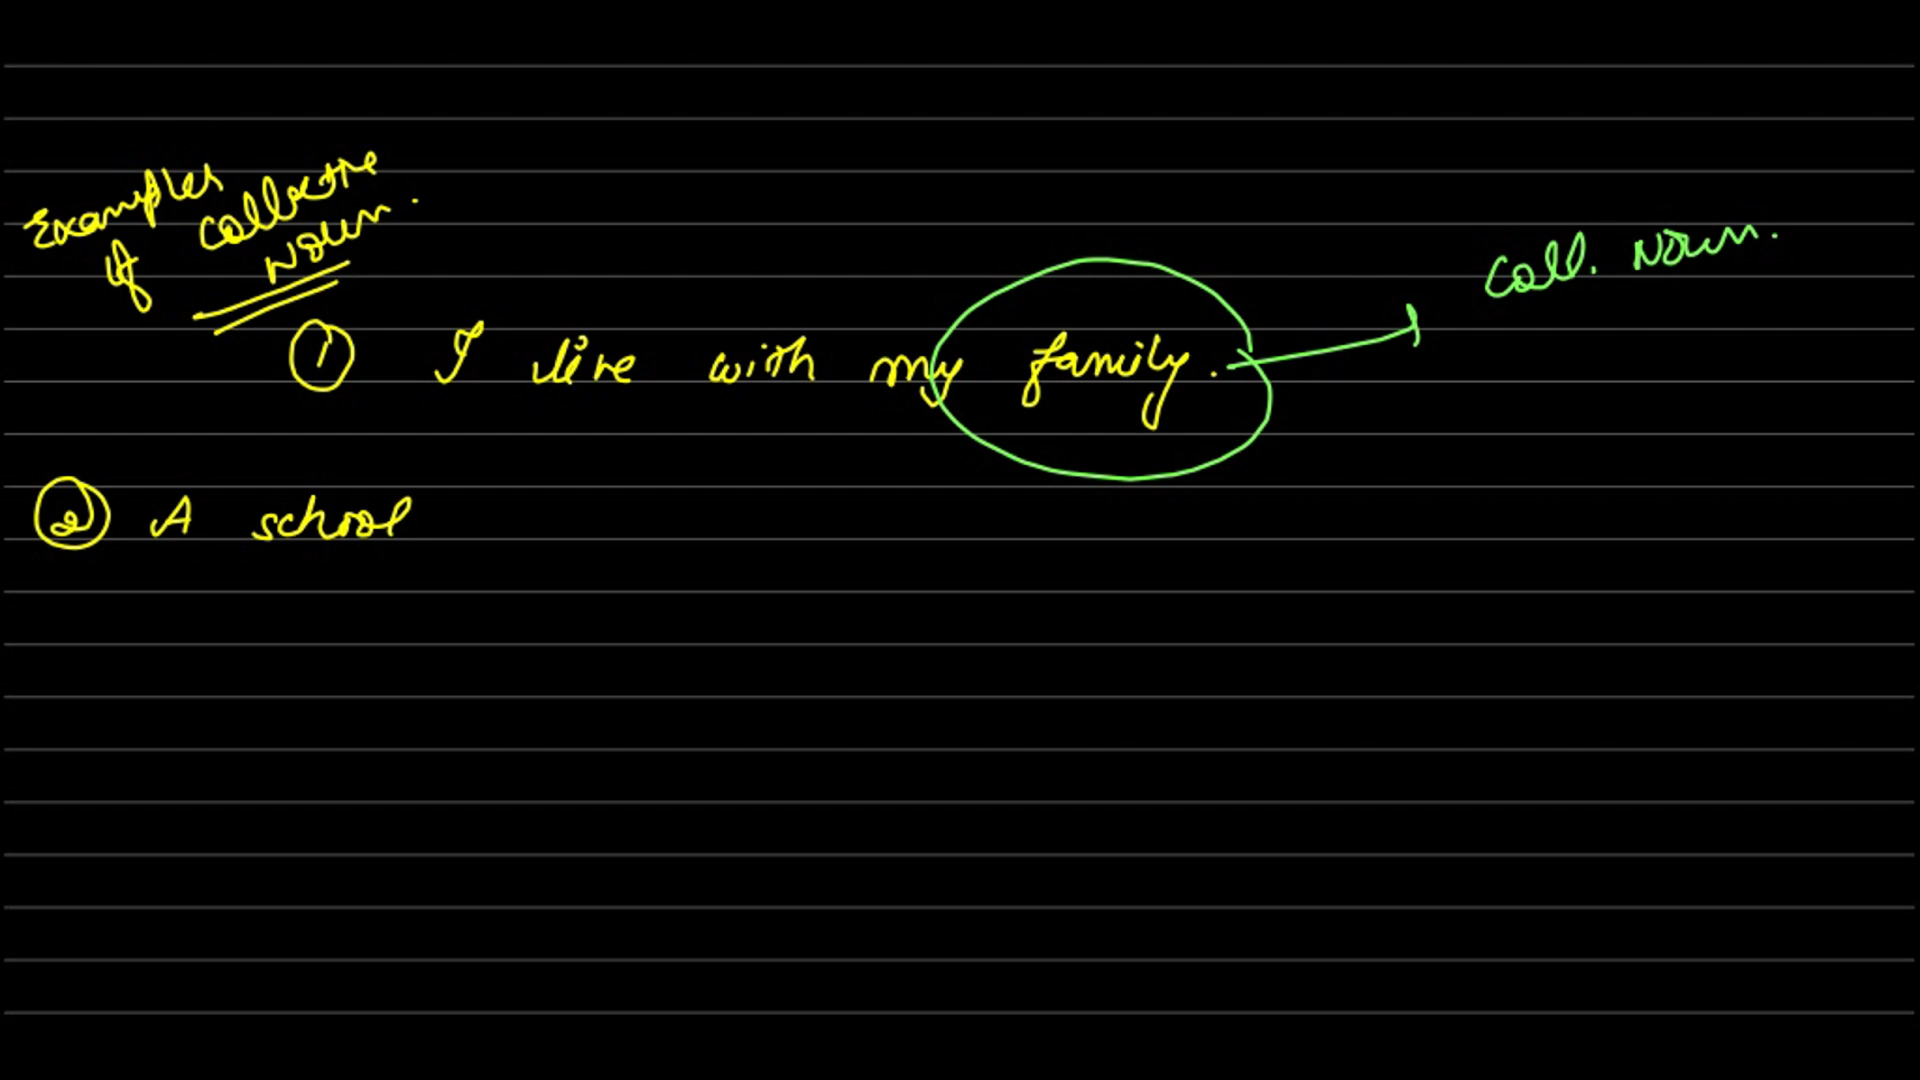 Examples
of collective
Noun.
Coll. Noun.
① I live with my family.
② A school